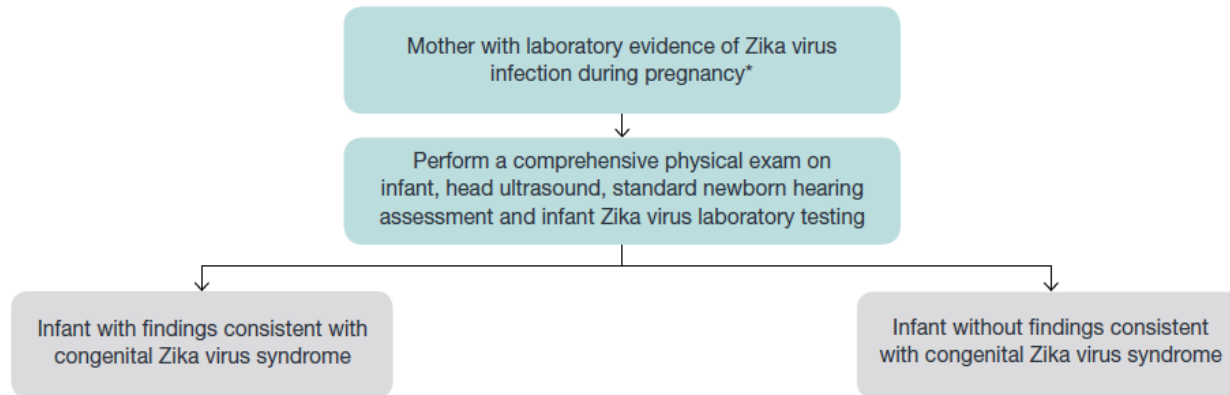 Mother with laboratory evidence of Zika virus
infection during pregnancy*
Perform a comprehensive physical exam on
infant, head ultrasound, standard newborn hearing
assessment and infant Zika virus laboratory testing
Infant with findings consistent with
congenital Zika virus syndrome
Infant without findings consistent
with congenital Zika virus syndrome